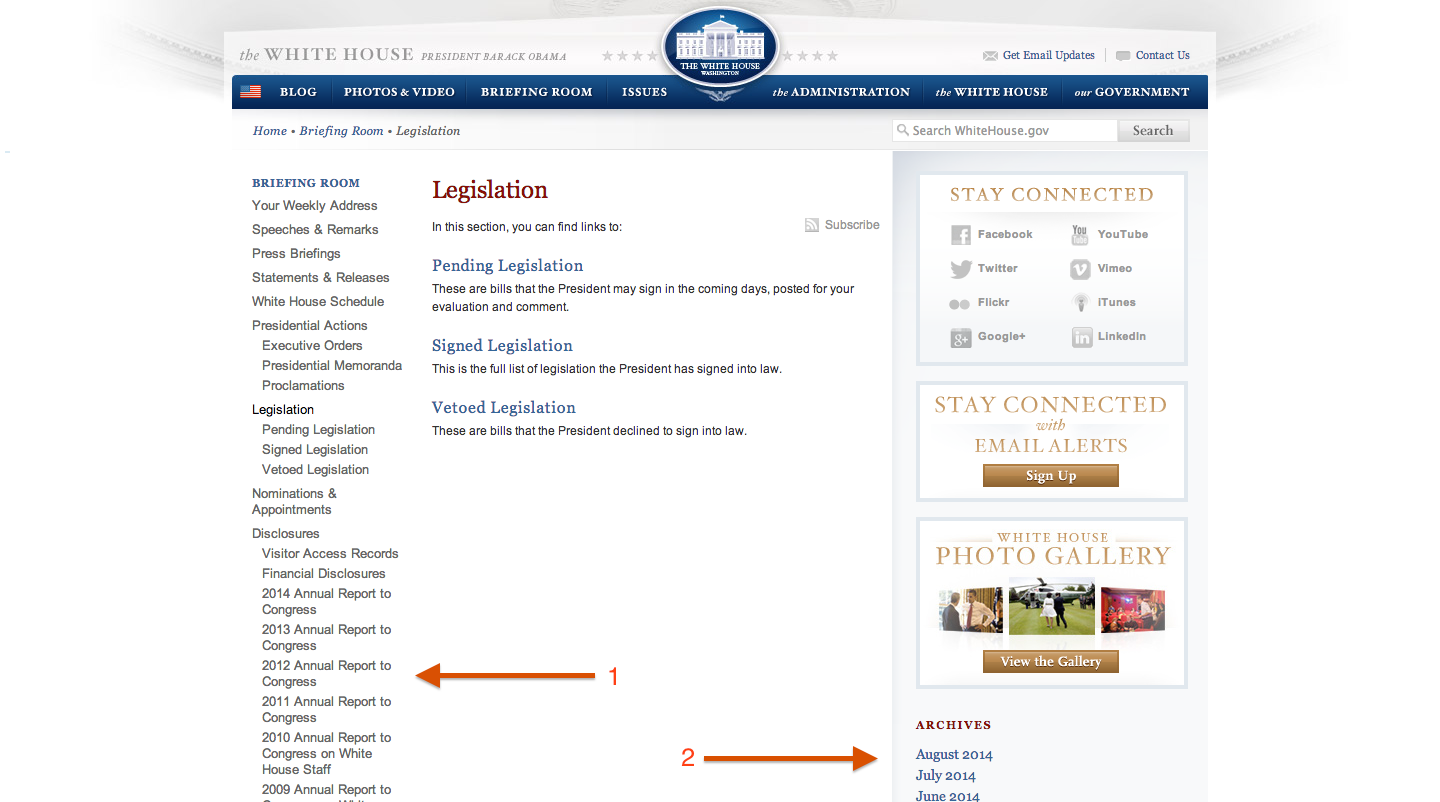 the WHITE HOUSE PRESIDENT BARACK OBAMA
THE WHITE HOUSE
WASHINGTON
Get Email Updates
Contact Us
BLOG
PHOTOS & VIDEO
BRIEFING ROOM
ISSUES
the ADMINISTRATION
the WHITE HOUSE
our GOVERNMENT
Home • Briefing Room • Legislation
Search WhiteHouse.gov
Search
BRIEFING ROOM
Your Weekly Address
Speeches & Remarks
Press Briefings
Statements & Releases
White House Schedule
Presidential Actions
Executive Orders
Presidential Memoranda
Proclamations
Legislation
Pending Legislation
Signed Legislation
Vetoed Legislation
Nominations &
Appointments
Disclosures
Visitor Access Records
Financial Disclosures
2014 Annual Report to
Congress
2013 Annual Report to
Congress
2012 Annual Report to
Congress
2011 Annual Report to
Congress
2010 Annual Report to
Congress on White
House Staff
2009 Annual Report to
Congress on White
1
Legislation
In this section, you can find links to:
Subscribe
Pending Legislation
These are bills that the President may sign in the coming days, posted for your
evaluation and comment.
Signed Legislation
This is the full list of legislation the President has signed into law.
Vetoed Legislation
These are bills that the President declined to sign into law.
STAY CONNECTED
Facebook
YouTube
Twitter
Vimeo
Flickr
iTunes
Google+
LinkedIn
STAY CONNECTED
with
EMAIL ALERTS
Sign Up
WHITE HOUSE
PHOTO GALLERY
View the Gallery
ARCHIVES
2
August 2014
July 2014
June 2014